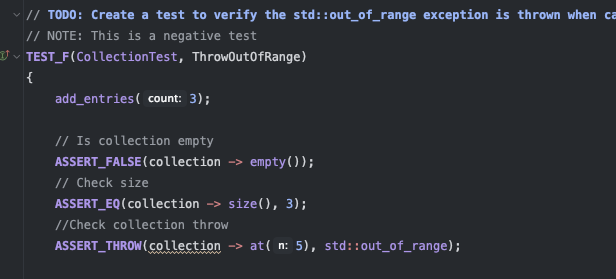 // TODO: Create a test to verify the std::out_of_range exception is thrown when ca
// NOTE: This is a negative test
TEST_F(CollectionTest, ThrowOutOfRange)
{
add_entries( count: 3);
// Is collection empty
ASSERT_FALSE(collection -> empty());
// Check size
ASSERT_EQ(collection -> size(), 3);
//Check collection throw
ASSERT_THROW(collection -> at( n: 5), std::out_of_range);